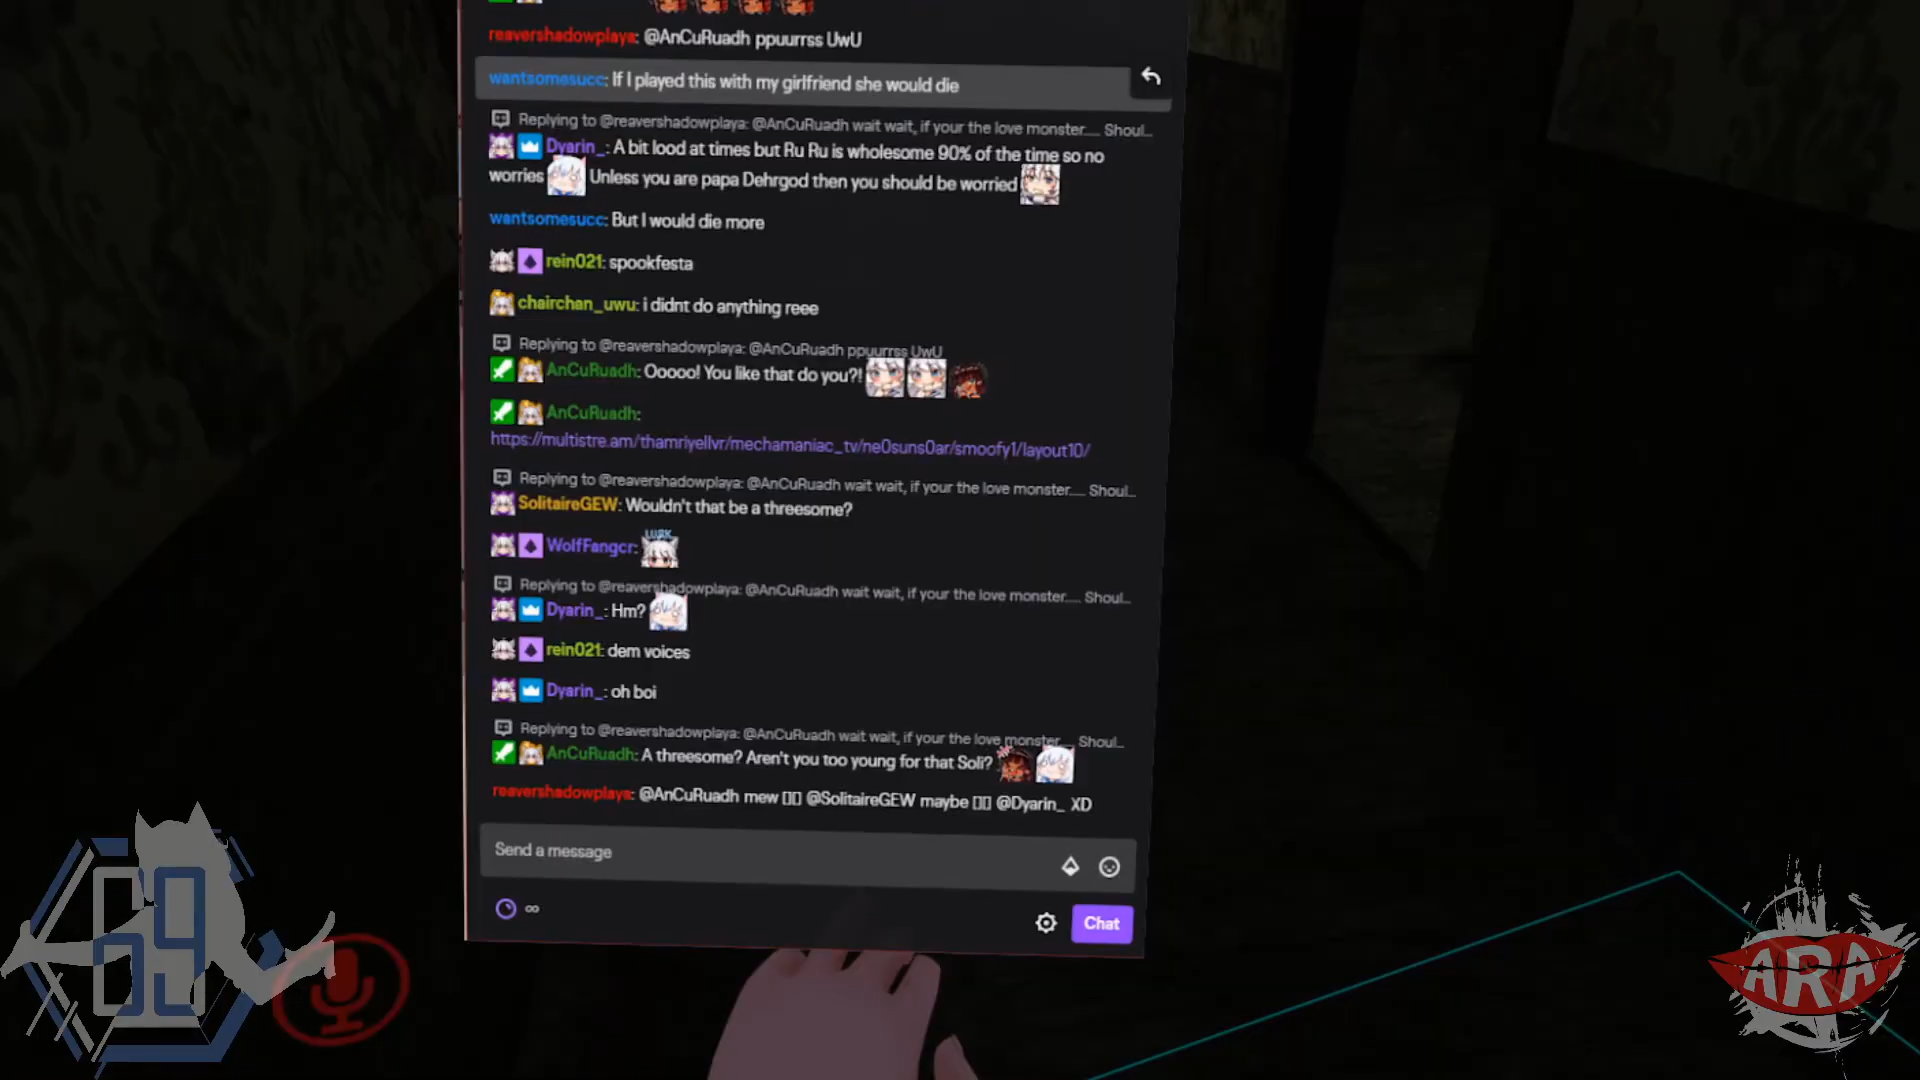 reavershadowplaya: @AnCuRuadh ppuurrss UwU
wantsomesucc: If I played this with my girlfriend she would die
Replying to @reavershadowplaya: @AnCuRuadh wait wait, if your the love monster..... Shoul...
Dyarin_: A bit lood at times but Ru Ru is wholesome 90% of the time so no
worries Unless you are papa Dehrgod then you should be worried
wantsomesucc: But I would die more
rein021: spookfesta
chairchan_uwu: i didnt do anything reee
Replying to @reavershadowplaya: @AnCuRuadh ppuurrss UwU
AnCuRuadh: Ooooo! You like that do you?!
AnCuRuadh:
https://multistre.am/thamriyellvr/mechamaniac_tv/ne0suns0ar/smoofy1/layout10/
Replying to @reavershadowplaya: @AnCuRuadh wait wait, if your the love monster..... Shoul...
SolitaireGEW: Wouldn't that be a threesome?
WolfFangcr: LURK
Replying to @reavershadowplaya: @AnCuRuadh wait wait, if your the love monster..... Shoul...
Dyarin_: Hm?
rein021: dem voices
Dyarin_: oh boi
Replying to @reavershadowplaya: @AnCuRuadh wait wait, if your the love monster..... Shoul...
AnCuRuadh: A threesome? Aren't you too young for that Soli?
reavershadowplaya: @AnCuRuadh mew ▯▯ @SolitaireGEW maybe ▯▯ @Dyarin_ XD
Send a message
∞
Chat
69
ARA